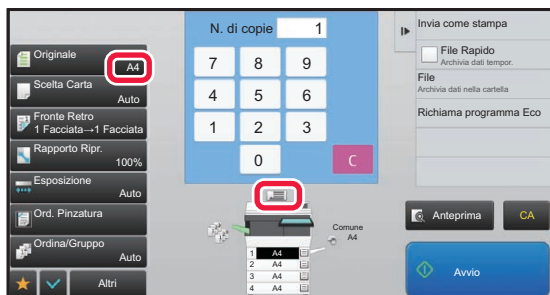 N. di copie 1
Originale
A4
Scelta Carta
Auto
Fronte Retro
1 Facciata→1 Facciata
Rapporto Ripr.
100%
Esposizione
Auto
Ord. Pinzatura
Ordina/Gruppo
Auto
Altri
7 8 9
4 5 6
1 2 3
0 C
Comune
A4
1 A4
2 A4
3 A4
4 A4
Invia come stampa
File Rapido
Archivia dati tempor.
File
Archivia dati nella cartella
Richiama programma Eco
Anteprima
CA
Avvio